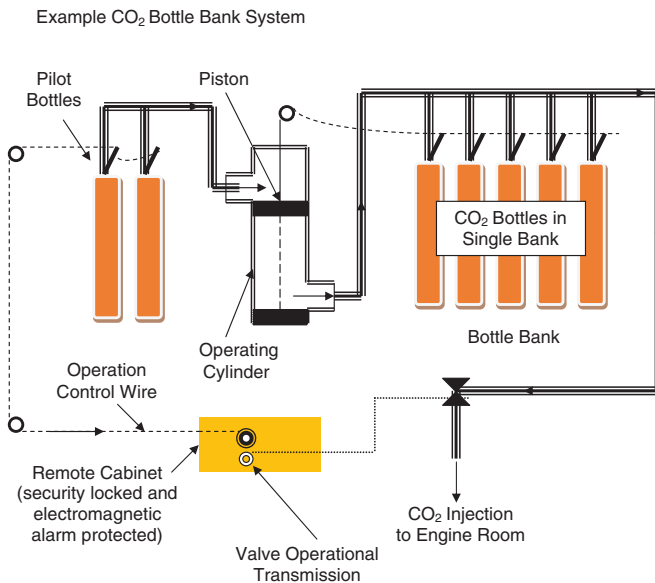 Example CO₂ Bottle Bank System
Pilot
Bottles
Piston
CO₂ Bottles in
Single Bank
Bottle Bank
Operating
Cylinder
Operation
Control Wire
Remote Cabinet
(security locked and
electromagnetic
alarm protected)
Valve Operational
Transmission
CO₂ Injection
to Engine Room